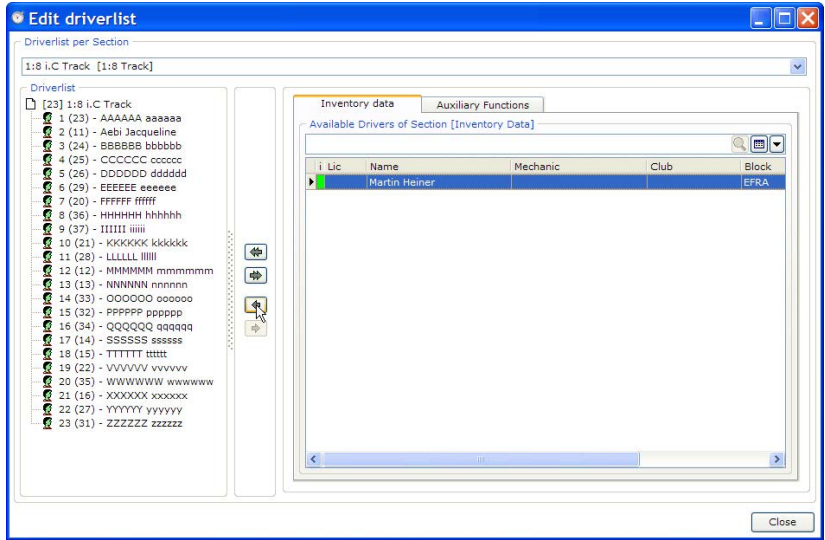 Edit driverlist
Driverlist per Section
1:8 i.C Track [1:8 Track]
Driverlist
[23] 1:8 i.C Track
1 (23) - AAAAAA aaaaaa
2 (11) - Aebi Jacqueline
3 (24) - BBBBBB bbbbbb
4 (25) - CCCCCC cccccc
5 (26) - DDDDDD dddddd
6 (29) - EEEEEE eeeeee
7 (20) - FFFFFF ffffff
8 (36) - HHHHHH hhhhhh
9 (37) - IIIIII iiiiii
10 (21) - KKKKKK kkkkkk
11 (28) - LLLLLL llllll
12 (12) - MMMMMM mmmmmm
13 (13) - NNNNNN nnnnnn
14 (33) - OOOOOO oooooo
15 (32) - PPPPPP pppppp
16 (34) - QQQQQQ qqqqqq
17 (14) - SSSSSS ssssss
18 (15) - TTTTTT tttttt
19 (22) - VVVVVV vvvvvv
20 (35) - WWWWWW wwwwww
21 (16) - XXXXXX xxxxxx
22 (27) - YYYYYY yyyyyy
23 (31) - ZZZZZZ zzzzzz
Inventory data Auxiliary Functions
Available Drivers of Section [Inventory Data]
i Lic Name Mechanic Club Block
Martin Heiner EFRA
Close